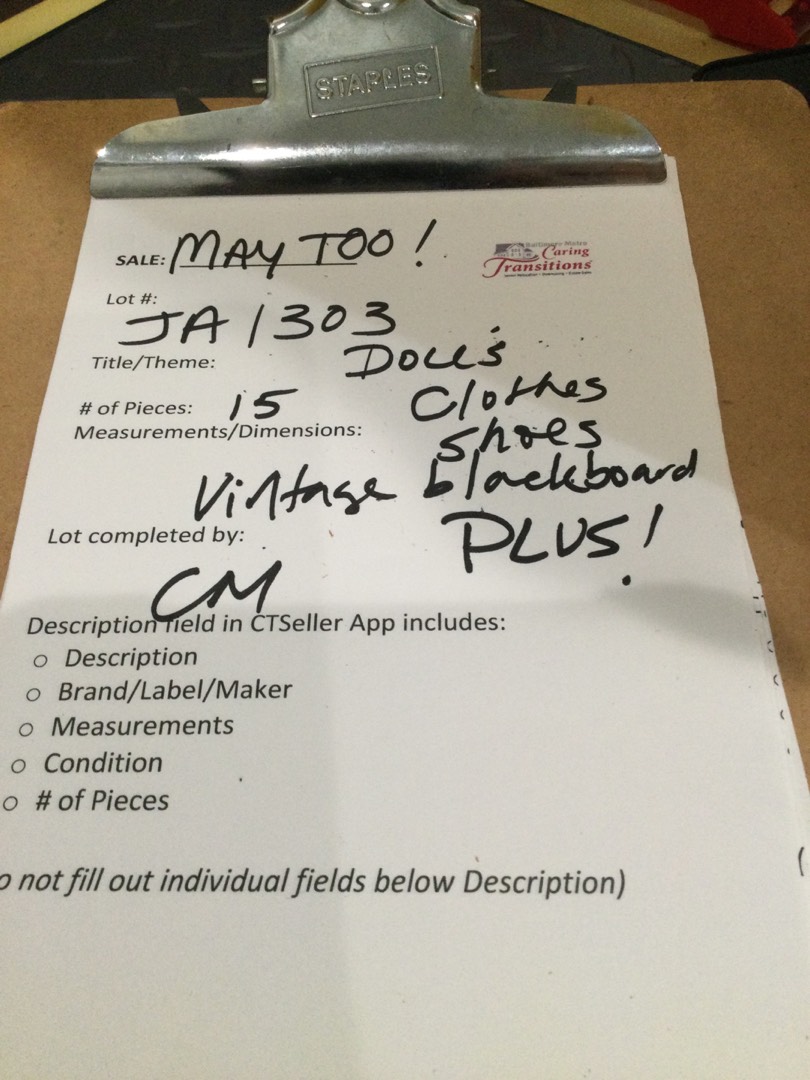 STAPLES
SALE: MAY TOO!
Caring
Transitions
Lot #:
JA1303
Title/Theme: Dolls
# of Pieces: 15 Clothes
Measurements/Dimensions: shoes
Vintage blackboard
Lot completed by: PLUS!
CM
Description field in CTSeller App includes:
○ Description
○ Brand/Label/Maker
○ Measurements
○ Condition
○ # of Pieces
o not fill out individual fields below Description)